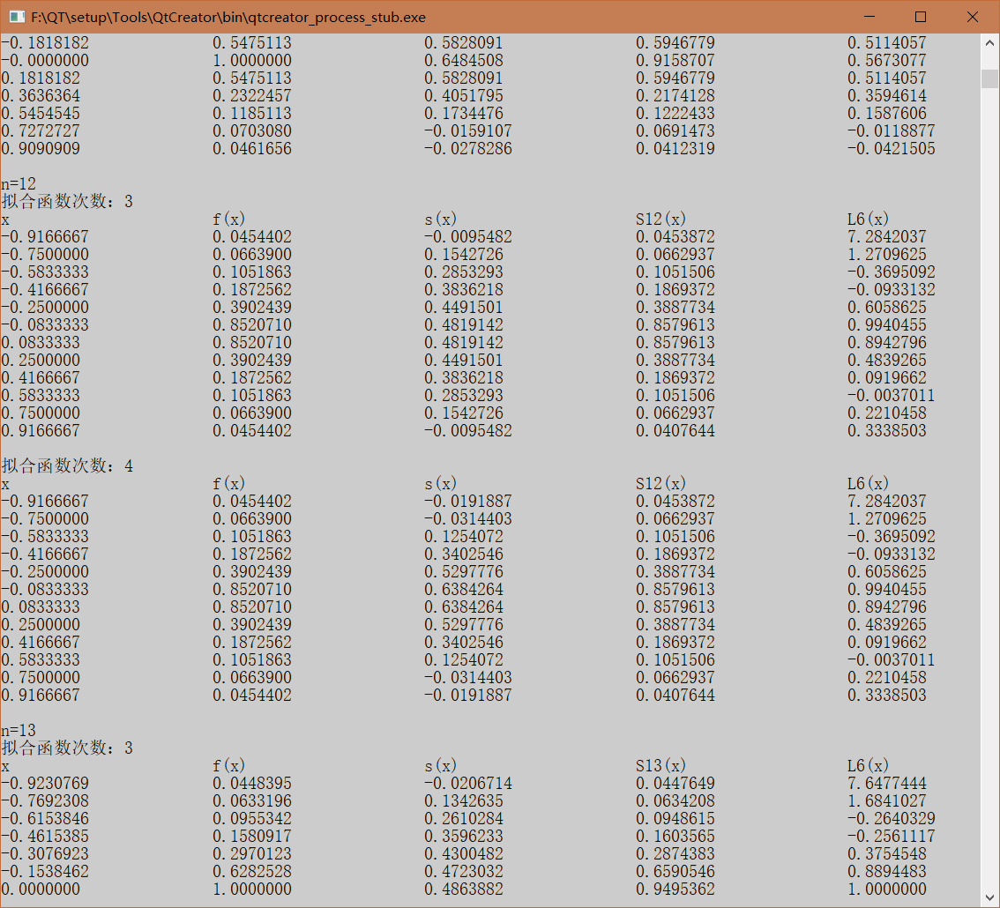 F:\QT\setup\Tools\QtCreator\bin\qtcreator_process_stub.exe
-0.1818182 0.5475113 0.5828091 0.5946779 0.5114057
-0.0000000 1.0000000 0.6484508 0.9158707 0.5673077
0.1818182 0.5475113 0.5828091 0.5946779 0.5114057
0.3636364 0.2322457 0.4051795 0.2174128 0.3594614
0.5454545 0.1185113 0.1734476 0.1222433 0.1587606
0.7272727 0.0703080 -0.0159107 0.0691473 -0.0118877
0.9090909 0.0461656 -0.0278286 0.0412319 -0.0421505
n=12
拟合函数次数: 3
x f(x) s(x) S12(x) L6(x)
-0.9166667 0.0454402 -0.0095482 0.0453872 7.2842037
-0.7500000 0.0663900 0.1542726 0.0662937 1.2709625
-0.5833333 0.1051863 0.2853293 0.1051506 -0.3695092
-0.4166667 0.1872562 0.3836218 0.1869372 -0.0933132
-0.2500000 0.3902439 0.4491501 0.3887734 0.6058625
-0.0833333 0.8520710 0.4819142 0.8579613 0.9940455
0.0833333 0.8520710 0.4819142 0.8579613 0.8942796
0.2500000 0.3902439 0.4491501 0.3887734 0.4839265
0.4166667 0.1872562 0.3836218 0.1869372 0.0919662
0.5833333 0.1051863 0.2853293 0.1051506 -0.0037011
0.7500000 0.0663900 0.1542726 0.0662937 0.2210458
0.9166667 0.0454402 -0.0095482 0.0407644 0.3338503
拟合函数次数: 4
x f(x) s(x) S12(x) L6(x)
-0.9166667 0.0454402 -0.0191887 0.0453872 7.2842037
-0.7500000 0.0663900 -0.0314403 0.0662937 1.2709625
-0.5833333 0.1051863 0.1254072 0.1051506 -0.3695092
-0.4166667 0.1872562 0.3402546 0.1869372 -0.0933132
-0.2500000 0.3902439 0.5297776 0.3887734 0.6058625
-0.0833333 0.8520710 0.6384264 0.8579613 0.9940455
0.0833333 0.8520710 0.6384264 0.8579613 0.8942796
0.2500000 0.3902439 0.5297776 0.3887734 0.4839265
0.4166667 0.1872562 0.3402546 0.1869372 0.0919662
0.5833333 0.1051863 0.1254072 0.1051506 -0.0037011
0.7500000 0.0663900 -0.0314403 0.0662937 0.2210458
0.9166667 0.0454402 -0.0191887 0.0407644 0.3338503
n=13
拟合函数次数: 3
x f(x) s(x) S13(x) L6(x)
-0.9230769 0.0448395 -0.0206714 0.0447649 7.6477444
-0.7692308 0.0633196 0.1342635 0.0634208 1.6841027
-0.6153846 0.0955342 0.2610284 0.0948615 -0.2640329
-0.4615385 0.1580917 0.3596233 0.1603565 -0.2561117
-0.3076923 0.2970123 0.4300482 0.2874383 0.3754548
-0.1538462 0.6282528 0.4723032 0.6590546 0.8894483
0.0000000 1.0000000 0.4863882 0.9495362 1.0000000